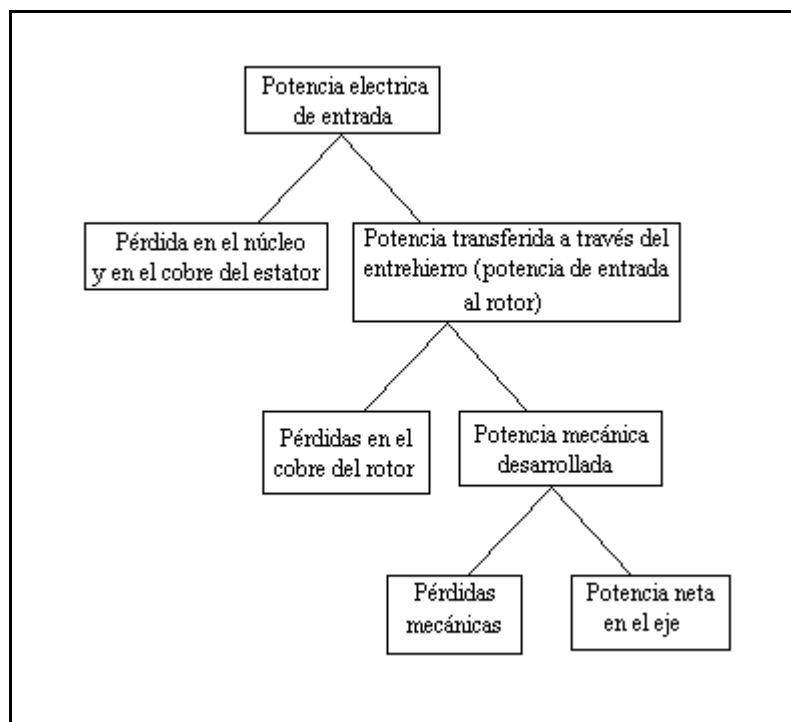 Potencia electrica
de entrada
Pérdida en el núcleo
y en el cobre del estator
Potencia transferida a través del
entrehierro (potencia de entrada
al rotor)
Pérdidas en el
cobre del rotor
Potencia mecánica
desarrollada
Pérdidas
mecánicas
Potencia neta
en el eje